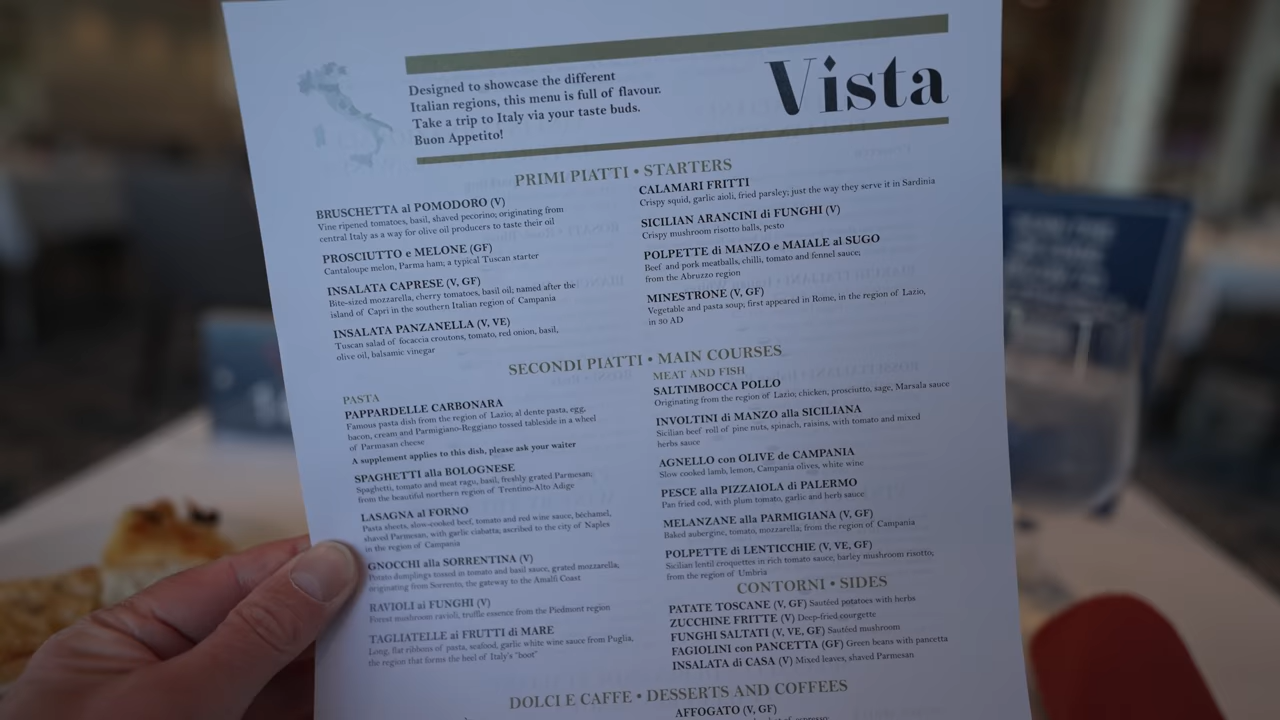 Designed to showcase the different
Italian regions, this menu is full of flavour.
Take a trip to Italy via your taste buds.
Buon Appetito!
Vista
PRIMI PIATTI • STARTERS
BRUSCHETTA al POMODORO (V)
Vine ripened tomatoes, basil, shaved pecorino; originating from
central Italy as a way for olive oil producers to taste their oil
PROSCIUTTO e MELONE (GF)
Cantaloupe melon, Parma ham; a typical Tuscan starter
INSALATA CAPRESE (V, GF)
Bite-sized mozzarella, cherry tomatoes, basil oil; named after the
island of Capri in the southern Italian region of Campania
INSALATA PANZANELLA (V, VE)
Tuscan salad of focaccia croutons, tomato, red onion, basil,
olive oil, balsamic vinegar
CALAMARI FRITTI
Crispy squid, garlic aioli, fried parsley; just the way they serve it in Sardinia
SICILIAN ARANCINI di FUNGHI (V)
Crispy mushroom risotto balls, pesto
POLPETTE di MANZO e MAIALE al SUGO
Beef and pork meatballs, chilli, tomato and fennel sauce;
from the Abruzzo region
MINESTRONE (V, GF)
Vegetable and pasta soup; first appeared in Rome, in the region of Lazio,
in 30 AD
SECONDI PIATTI • MAIN COURSES
PASTA
PAPPARDELLE CARBONARA
Famous pasta dish from the region of Lazio; al dente pasta, egg,
bacon, cream and Parmigiano-Reggiano tossed tableside in a wheel
of Parmesan cheese
A supplement applies to this dish, please ask your waiter
SPAGHETTI alla BOLOGNESE
Spaghetti, tomato and meat ragu, basil, freshly grated Parmesan;
from the beautiful northern region of Trentino-Alto Adige
LASAGNA al FORNO
Pasta sheets, slow-cooked beef, tomato and red wine sauce, béchamel,
shaved Parmesan, with garlic ciabatta; ascribed to the city of Naples
in the region of Campania
GNOCCHI alla SORRENTINA (V)
Potato dumplings tossed in tomato and basil sauce, grated mozzarella,
originating from Sorrento, the gateway to the Amalfi Coast
RAVIOLI ai FUNGHI (V)
Forest mushroom ravioli, truffle essence from the Piedmont region
TAGLIATELLE ai FRUTTI di MARE
Long, flat ribbons of pasta, seafood, garlic white wine sauce from Puglia,
the region that forms the heel of Italy's "boot"
MEAT AND FISH
SALTIMBOCCA POLLO
Originating from the region of Lazio; chicken, prosciutto, sage, Marsala sauce
INVOLTINI di MANZO alla SICILIANA
Sicilian beef roll of pine nuts, spinach, raisins, with tomato and mixed
herbs sauce
AGNELLO con OLIVE de CAMPANIA
Slow cooked lamb, lemon, Campania olives, white wine
PESCE alla PIZZAIOLA di PALERMO
Pan fried cod, with plum tomato, garlic and herb sauce
MELANZANE alla PARMIGIANA (V, GF)
Baked aubergine, tomato, mozzarella; from the region of Campania
POLPETTE di LENTICCHIE (V, VE, GF)
Sicilian lentil croquettes in rich tomato sauce, barley mushroom risotto;
from the region of Umbria
CONTORNI • SIDES
PATATE TOSCANE (V, GF) Sautéed potatoes with herbs
ZUCCHINE FRITTE (V) Deep-fried courgette
FUNGHI SALTATI (V, VE, GF) Sautéed mushroom
FAGIOLINI con PANCETTA (GF) Green beans with pancetta
INSALATA di CASA (V) Mixed leaves, shaved Parmesan
DOLCI E CAFFE • DESSERTS AND COFFEES
AFFOGATO (V, GF)